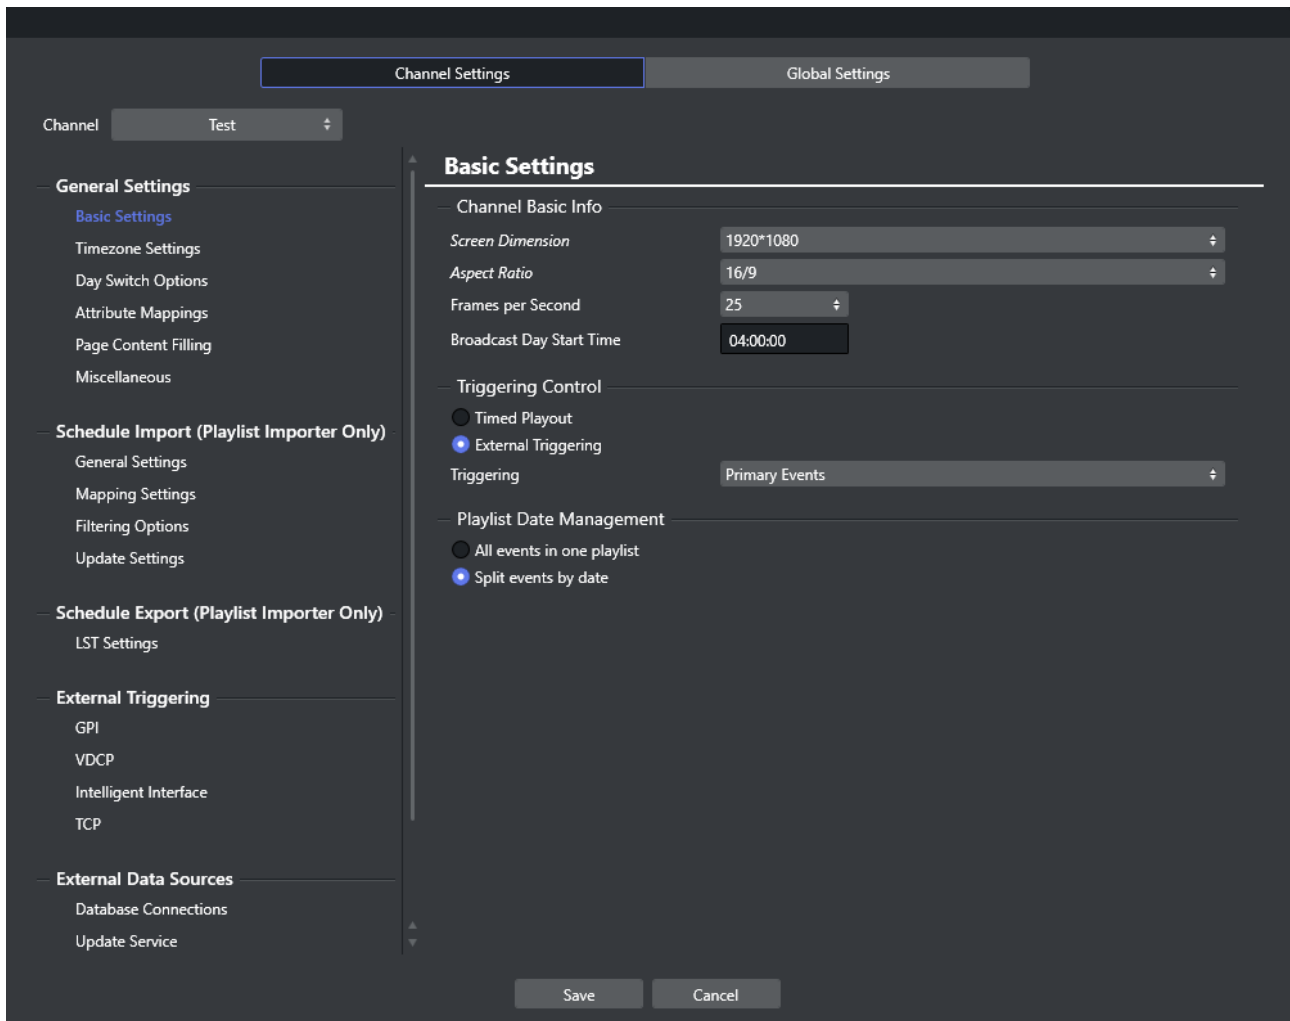 Channel Settings
Global Settings
Channel
Test
General Settings
Basic Settings
Timezone Settings
Day Switch Options
Attribute Mappings
Page Content Filling
Miscellaneous
Schedule Import (Playlist Importer Only)
General Settings
Mapping Settings
Filtering Options
Update Settings
Schedule Export (Playlist Importer Only)
LST Settings
External Triggering
GPI
VDCP
Intelligent Interface
TCP
External Data Sources
Database Connections
Update Service
Basic Settings
Channel Basic Info
Screen Dimension 1920*1080
Aspect Ratio 16/9
Frames per Second 25
Broadcast Day Start Time 04:00:00
Triggering Control
Timed Playout
External Triggering
Triggering Primary Events
Playlist Date Management
All events in one playlist
Split events by date
Save
Cancel